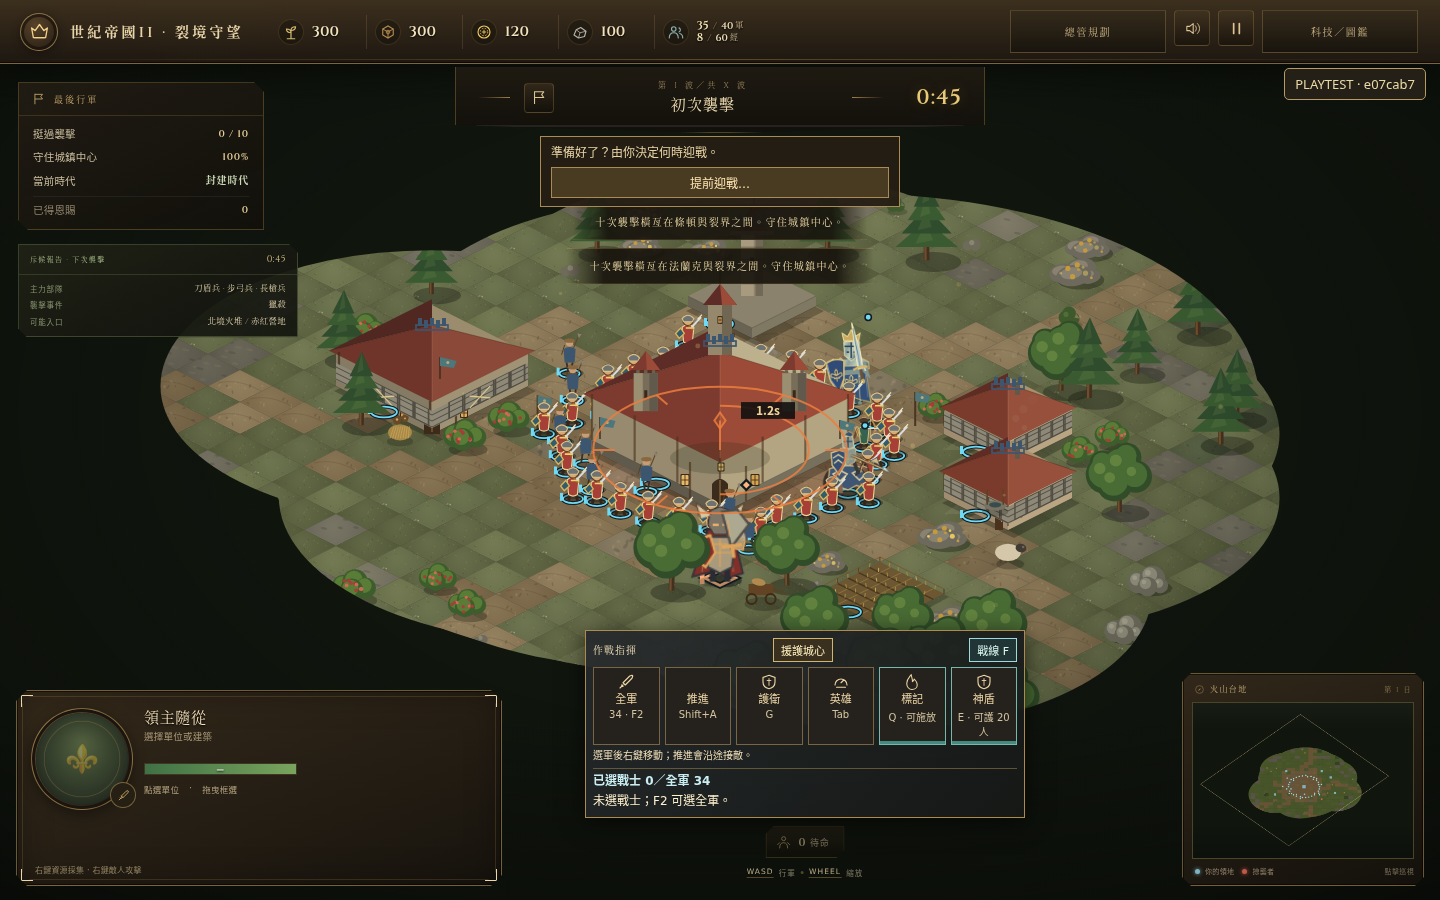 世紀帝國II · 裂境守望
300
300
120
100
35 / 40 軍
8 / 60 經
總管規劃
科技／圖鑑
PLAYTEST · e07cab7
最後行軍
挺過襲擊 0 / 10
守住城鎮中心 100%
當前時代 封建時代
已得恩賜 0
第 I 波／共 X 波
初次襲擊
0:45
準備好了？由你決定何時迎戰。
提前迎戰...
十次襲擊橫亙在條頓與裂界之間。守住城鎮中心。
十次襲擊橫亙在法蘭克與裂界之間。守住城鎮中心。
斥候報告 · 下次襲擊 0:45
主力部隊 刀盾兵 · 步弓兵 · 長槍兵
襲擊事件 獵殺
可能入口 北境火堆 / 赤紅營地
1.2s
作戰指揮
援護城心
戰線 F
全軍
34 · F2
推進
Shift+A
護衛
G
英雄
Tab
標記
Q · 可施放
神盾
E · 可護 20
人
選軍後右鍵移動；推進會沿途接敵。
已選戰士 0／全軍 34
未選戰士；F2 可選全軍。
領主隨從
選擇單位或建築
點選單位 · 拖曳框選
右鍵資源採集 · 右鍵敵人攻擊
0 待命
WASD 行軍 • WHEEL 縮放
火山台地
第 1 日
你的領地
掠襲者
點擊巡視